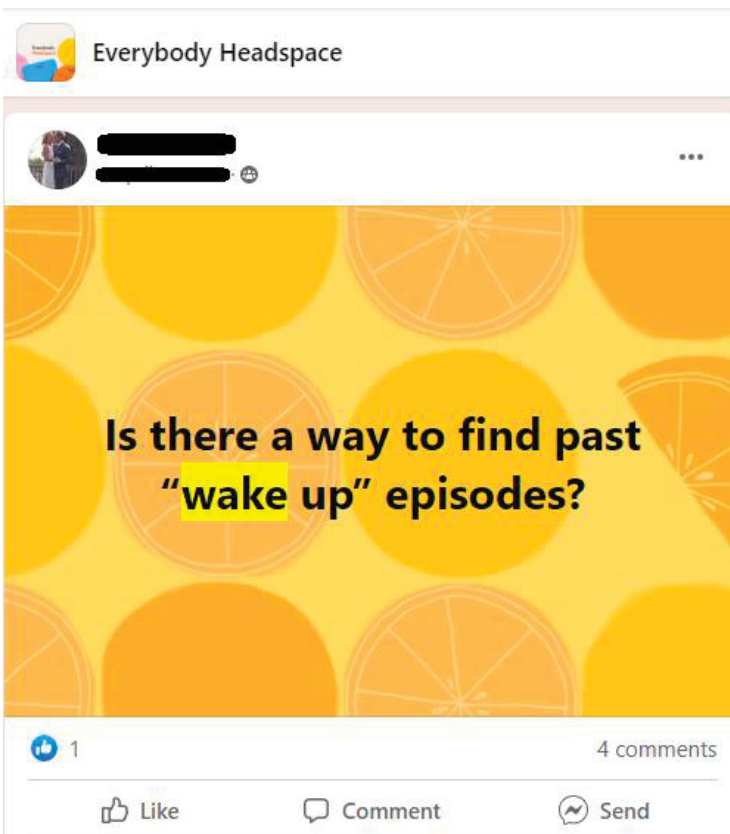 Everybody Headspace
Is there a way to find past
“wake up” episodes?
1
4 comments
Like
Comment
Send